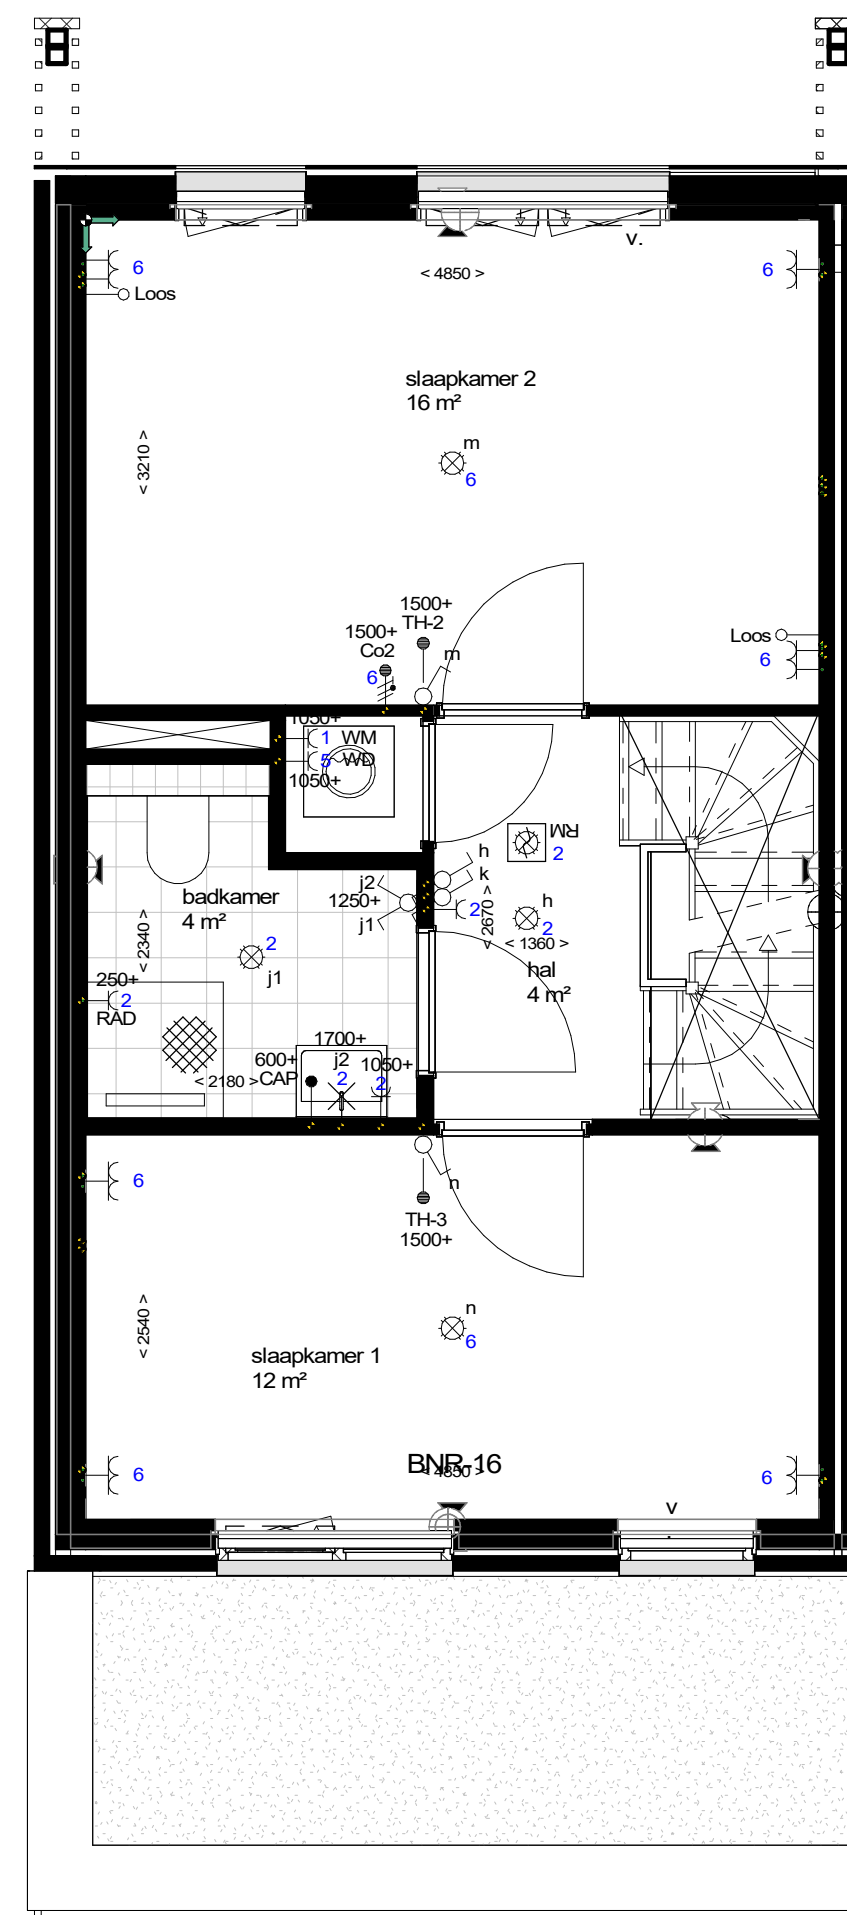 v.
6
6
< 4850 >
Loos
slaapkamer 2
16 m²
< 3210 >
m
6
1500+
TH-2
1500+
Co2
6
m
Loos
6
1050+
1
WM
5
WD
1050+
RM
2
h
k
j2
1250+
j1
2
< 2670 >
h
2
< 1360 >
hal
4 m²
badkamer
4 m²
< 2340 >
2
j1
250+
2
RAD
1700+
j2
600+
CAP
2
1050+
2
< 2180 >
n
6
TH-3
1500+
< 2540 >
n
6
slaapkamer 1
12 m²
BNR-16
< 4850 >
6
6
v
.